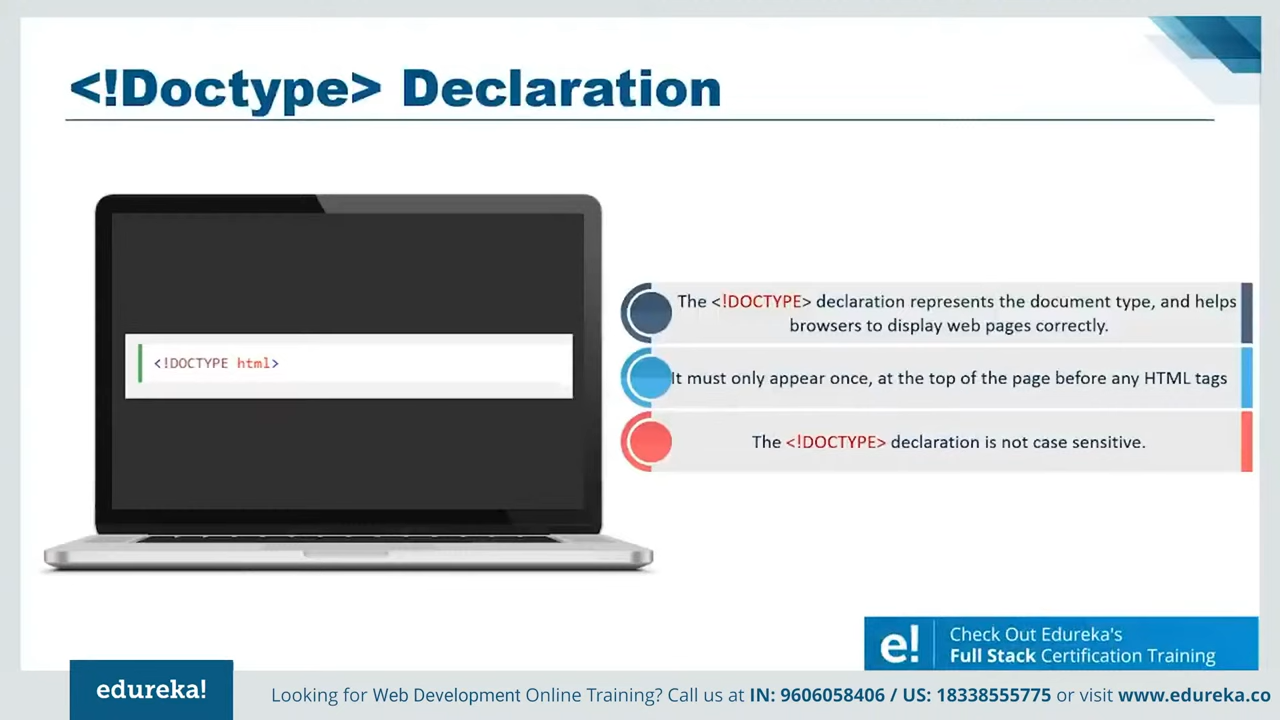 <!Doctype> Declaration
<!DOCTYPE html>
The <!DOCTYPE> declaration represents the document type, and helps
browsers to display web pages correctly.
It must only appear once, at the top of the page before any HTML tags
The <!DOCTYPE> declaration is not case sensitive.
e!
Check Out Edureka's
Full Stack Certification Training
edureka!
Looking for Web Development Online Training? Call us at IN: 9606058406 / US: 18338555775 or visit www.edureka.co